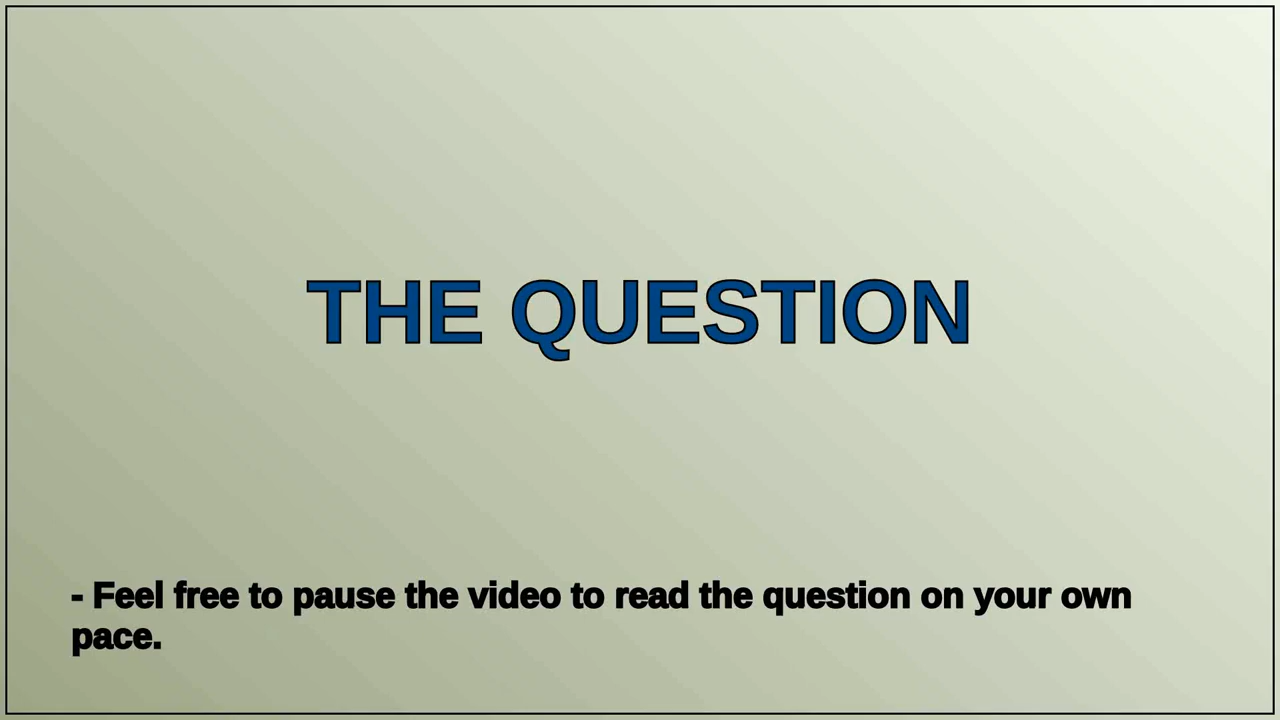 THE QUESTION
- Feel free to pause the video to read the question on your own
pace.